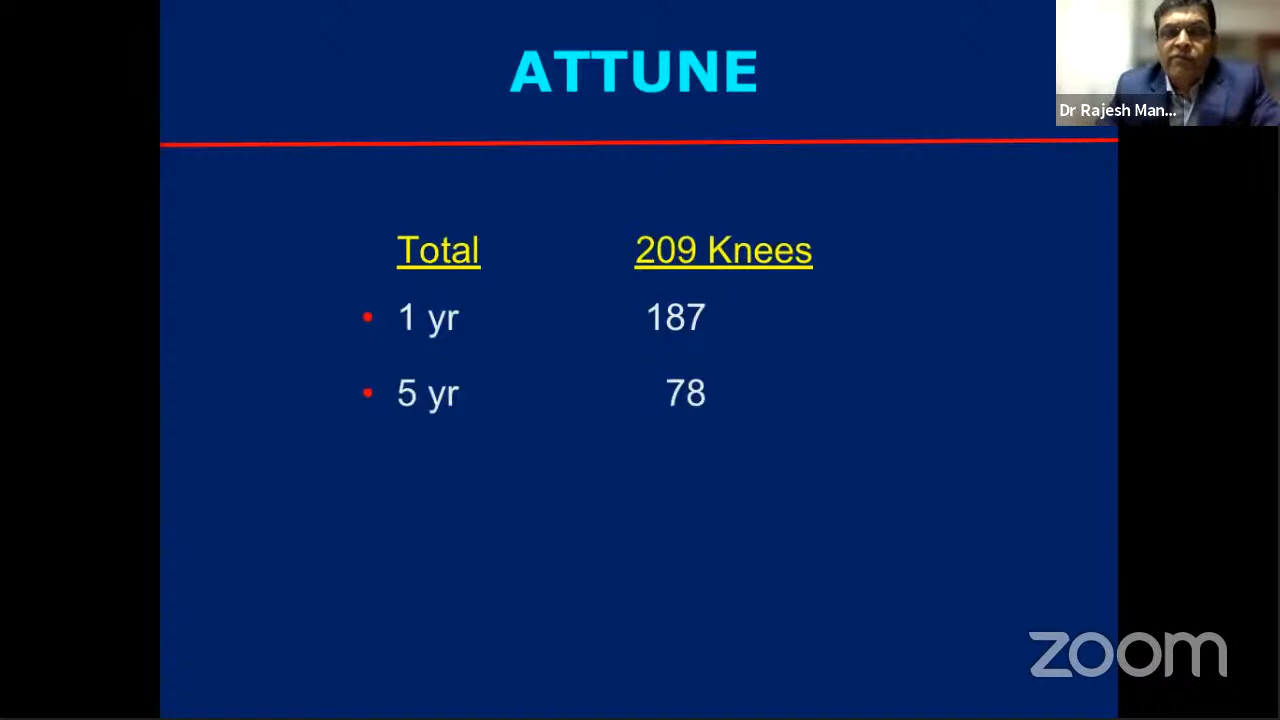 ATTUNE
Dr Rajesh Man...
Total 209 Knees
• 1 yr 187
• 5 yr 78
zoom